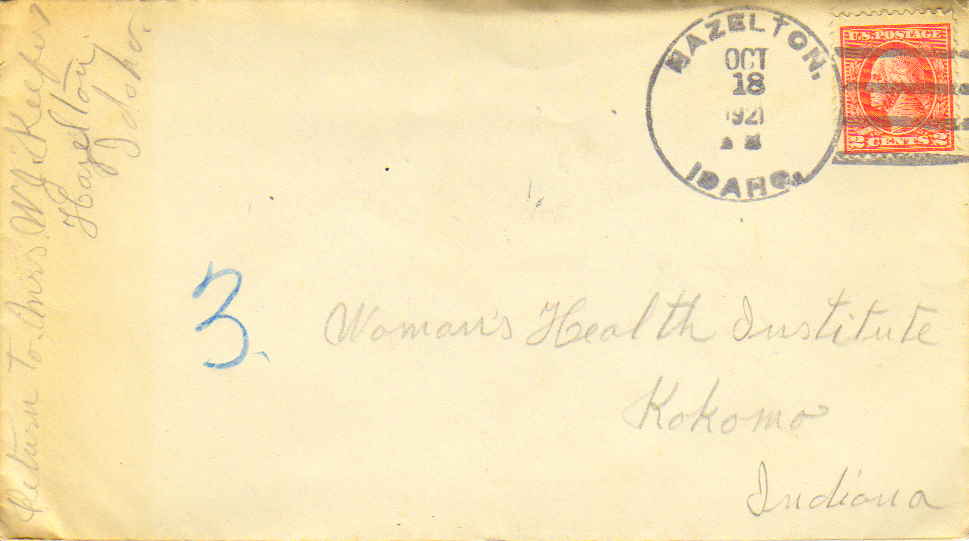 Return to Mrs. W. J. Keefer
Hazelton,
Idaho.
HAZELTON,
OCT
18
1921
IDAHO.
U.S. POSTAGE
2 CENTS 2
3.
Woman's Health Institute
Kokomo
Indiana